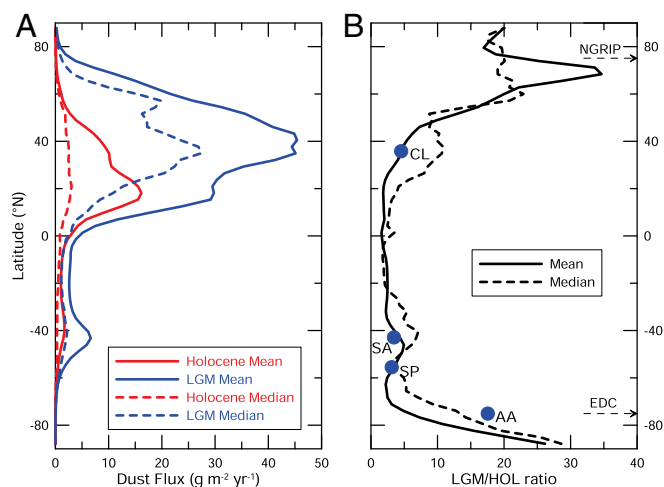 A
B
80
40
0
-40
-80
Latitude (°N)
Holocene Mean
LGM Mean
Holocene Median
LGM Median
0 10 20 30 40 50
Dust Flux (g m⁻² yr⁻¹)
NGRIP
CL
Mean
Median
SA
SP
AA
EDC
80
40
0
-40
-80
0 10 20 30 40
LGM/HOL ratio